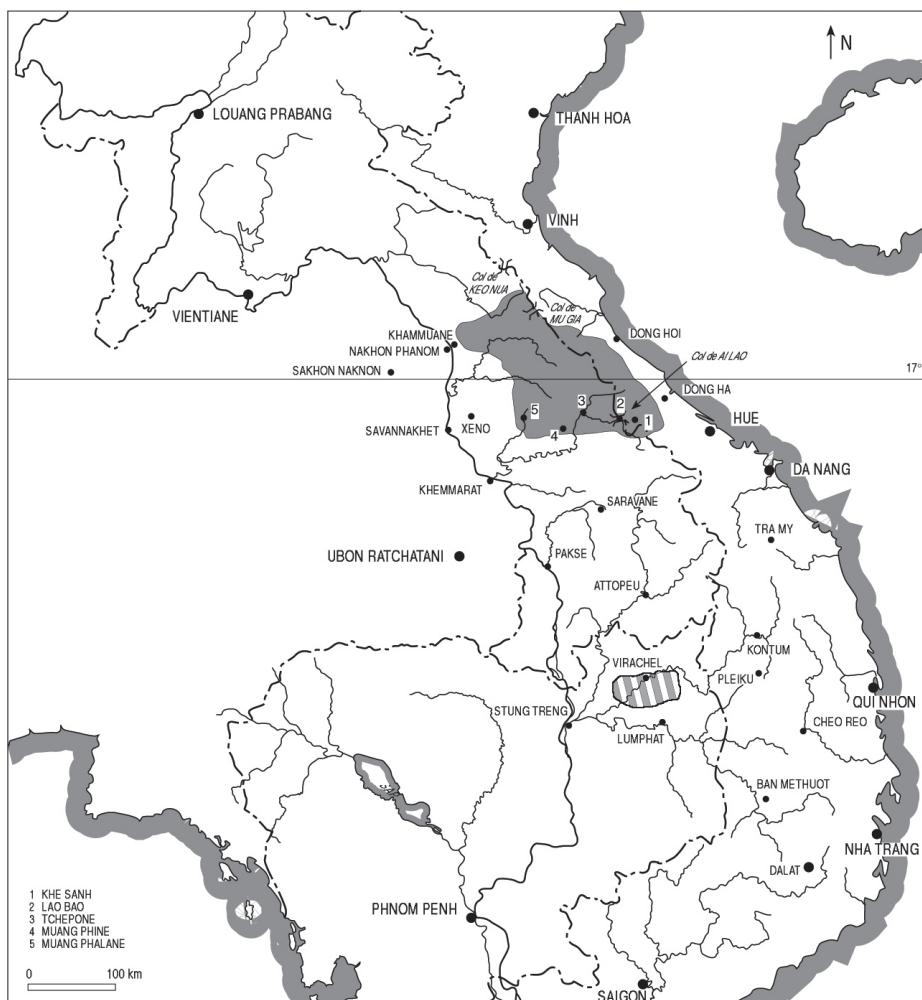 N
LOUANG PRABANG
THANH HOA
VINH
Col de
KEO NUA
VIENTIANE
Col de
MU GIA
DONG HOI
KHAMMUANE
NAKHON PHANOM
Col de AI LAO
SAKHON NAKNON
17°
DONG HA
3
2
5
1
HUE
4
SAVANNAKHET
XENO
DA NANG
KHEMMARAT
SARAVANE
TRA MY
UBON RATCHATANI
PAKSE
ATTOPEU
KONTUM
VIRACHEL
PLEIKU
QUI NHON
STUNG TRENG
CHEO REO
LUMPHAT
BAN METHUOT
NHA TRANG
DALAT
1 KHE SANH
2 LAO BAO
3 TCHEPONE
4 MUANG PHINE
5 MUANG PHALANE
PHNOM PENH
0 100 km
SAIGON